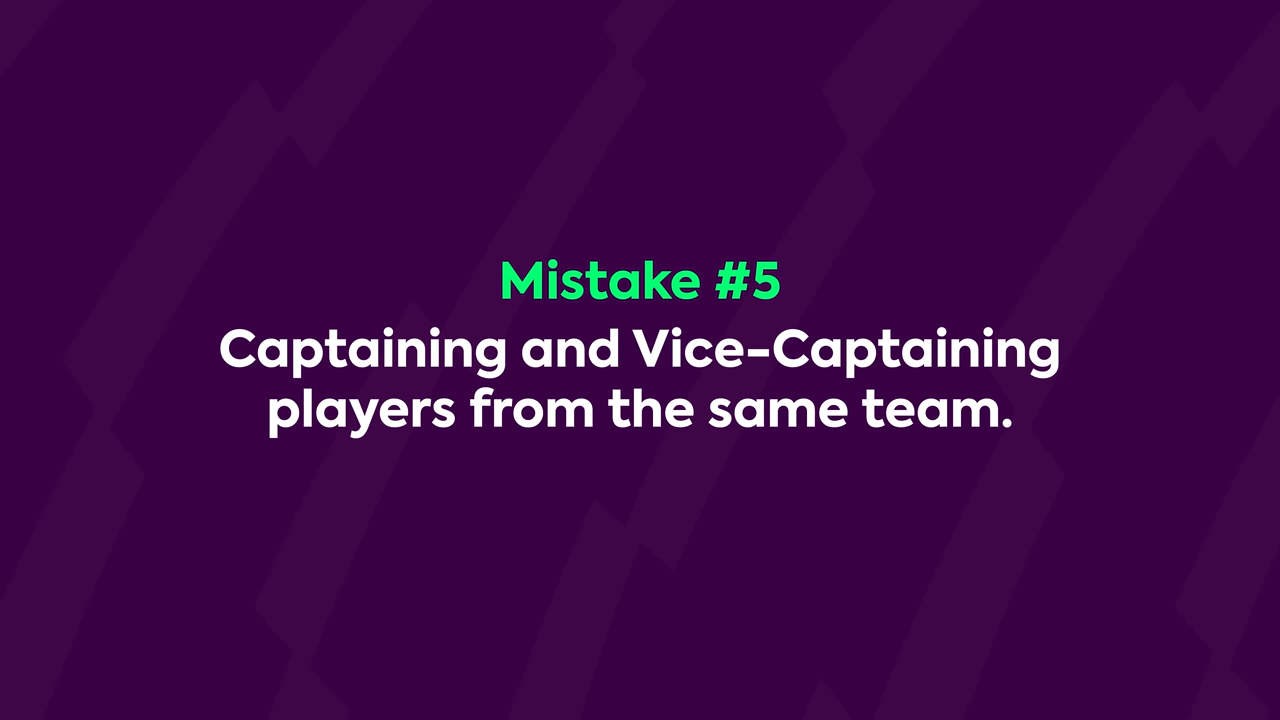 Mistake #5
Captaining and Vice-Captaining
players from the same team.